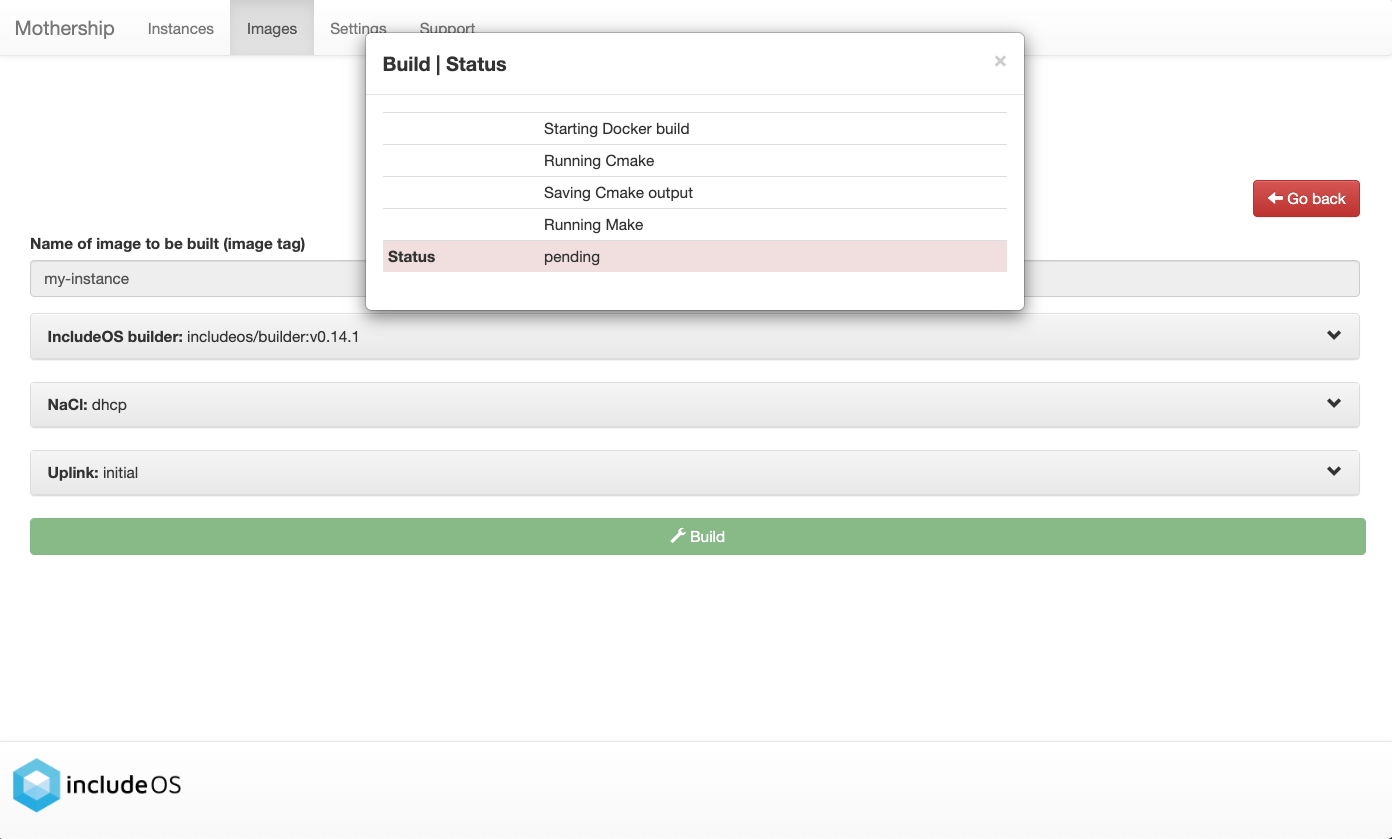 Mothership Instances Images Settings Support
Build | Status ×
Starting Docker build
Running Cmake
Saving Cmake output
Running Make
Status pending
Go back
Name of image to be built (image tag)
my-instance
IncludeOS builder: includeos/builder:v0.14.1
NaCl: dhcp
Uplink: initial
Build
includeOS